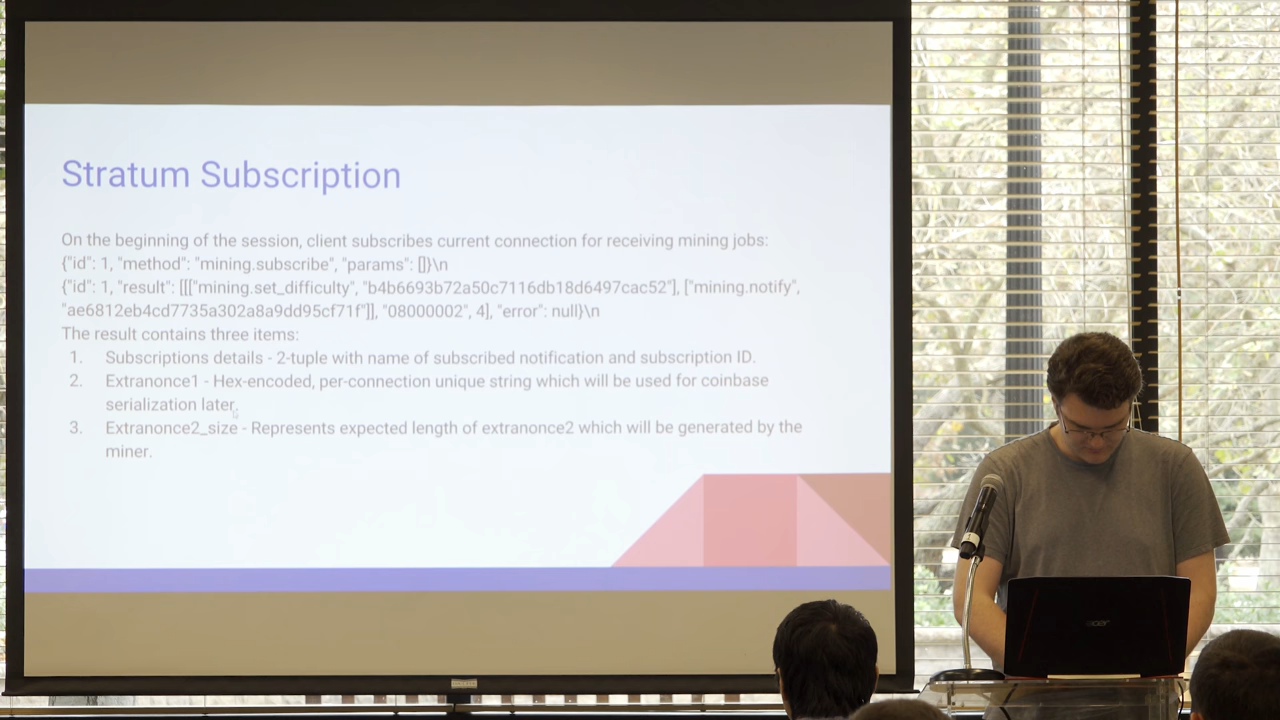 Stratum Subscription
On the beginning of the session, client subscribes current connection for receiving mining jobs:
{"id": 1, "method": "mining.subscribe", "params": []}\n
{"id": 1, "result": [[["mining.set_difficulty", "b4b6693b72a50c7116db18d6497cac52"], ["mining.notify",
"ae6812eb4cd7735a302a8a9dd95cf71f"]], "08000002", 4], "error": null}\n
The result contains three items:
1. Subscriptions details - 2-tuple with name of subscribed notification and subscription ID.
2. Extranonce1 - Hex-encoded, per-connection unique string which will be used for coinbase
serialization later.
3. Extranonce2_size - Represents expected length of extranonce2 which will be generated by the
miner.
acer